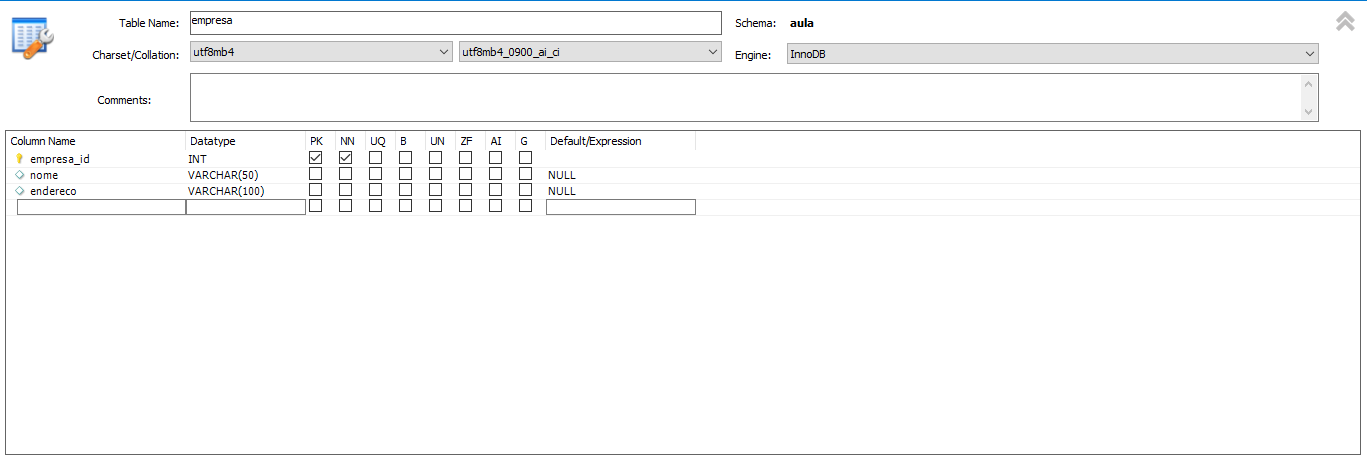 Table Name: empresa Schema: aula
Charset/Collation: utf8mb4 utf8mb4_0900_ai_ci Engine: InnoDB
Comments:
Column Name Datatype PK NN UQ B UN ZF AI G Default/Expression
empresa_id INT
nome VARCHAR(50) NULL
endereco VARCHAR(100) NULL